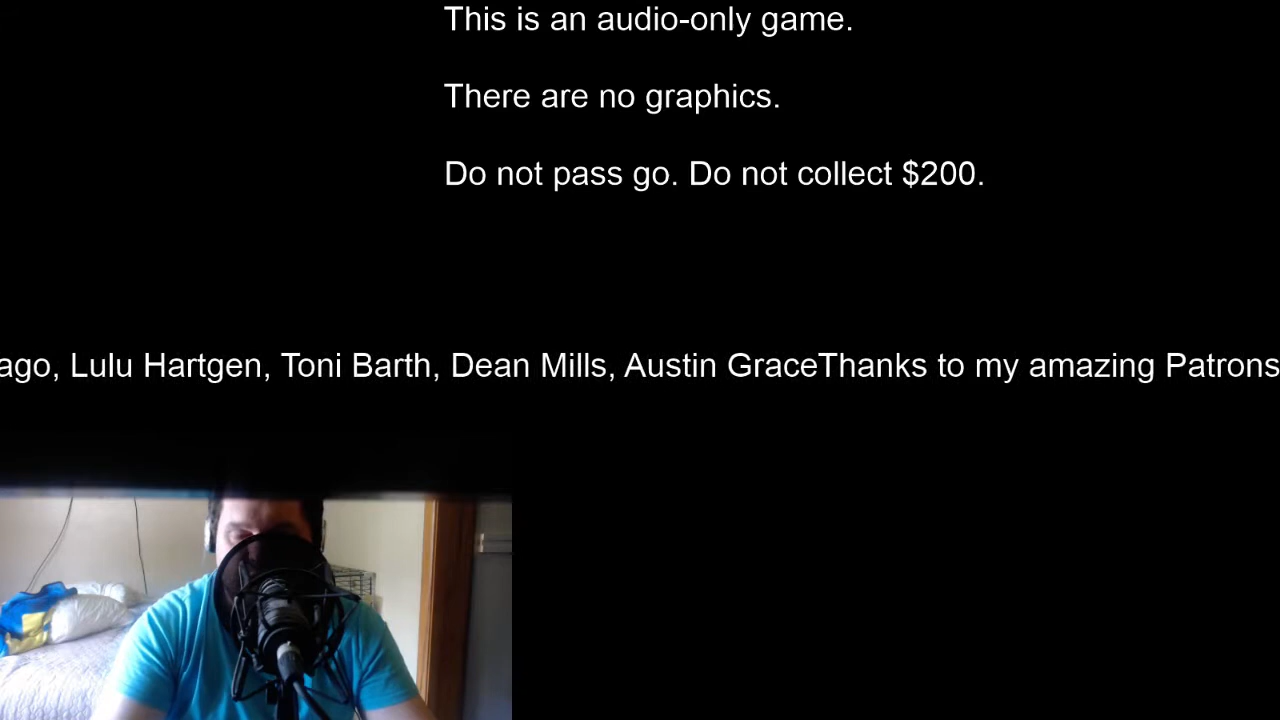 This is an audio-only game.
There are no graphics.
Do not pass go. Do not collect $200.
ago, Lulu Hartgen, Toni Barth, Dean Mills, Austin GraceThanks to my amazing Patrons